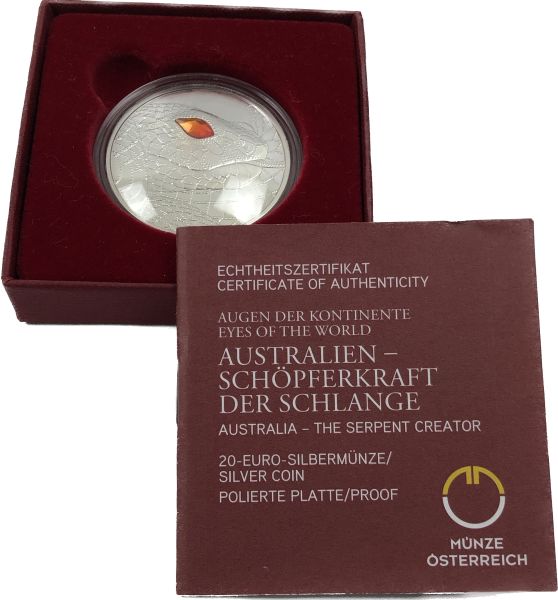 ECHTHEITSZERTIFIKAT
CERTIFICATE OF AUTHENTICITY
AUGEN DER KONTINENTE
EYES OF THE WORLD
AUSTRALIEN –
SCHÖPFERKRAFT
DER SCHLANGE
AUSTRALIA – THE SERPENT CREATOR
20-EURO-SILBERMÜNZE/
SILVER COIN
POLIERTE PLATTE/PROOF
MÜNZE
ÖSTERREICH